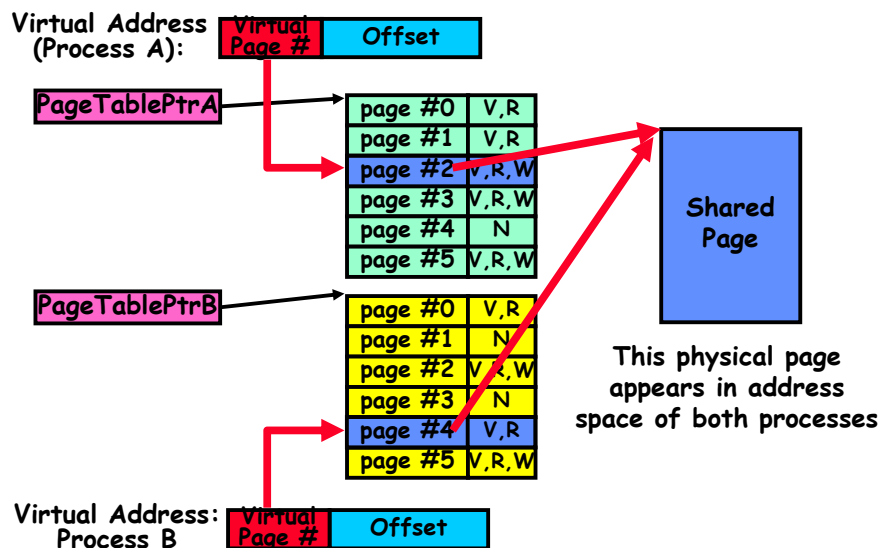 Virtual Address
(Process A):
Virtual
Page #
Offset
PageTablePtrA
page #0 V,R
page #1 V,R
page #2 V,R,W
page #3 V,R,W
page #4 N
page #5 V,R,W
Shared
Page
PageTablePtrB
page #0 V,R
page #1 N
page #2 V,R,W
page #3 N
page #4 V,R
page #5 V,R,W
This physical page
appears in address
space of both processes
Virtual Address:
Process B
Virtual
Page #
Offset